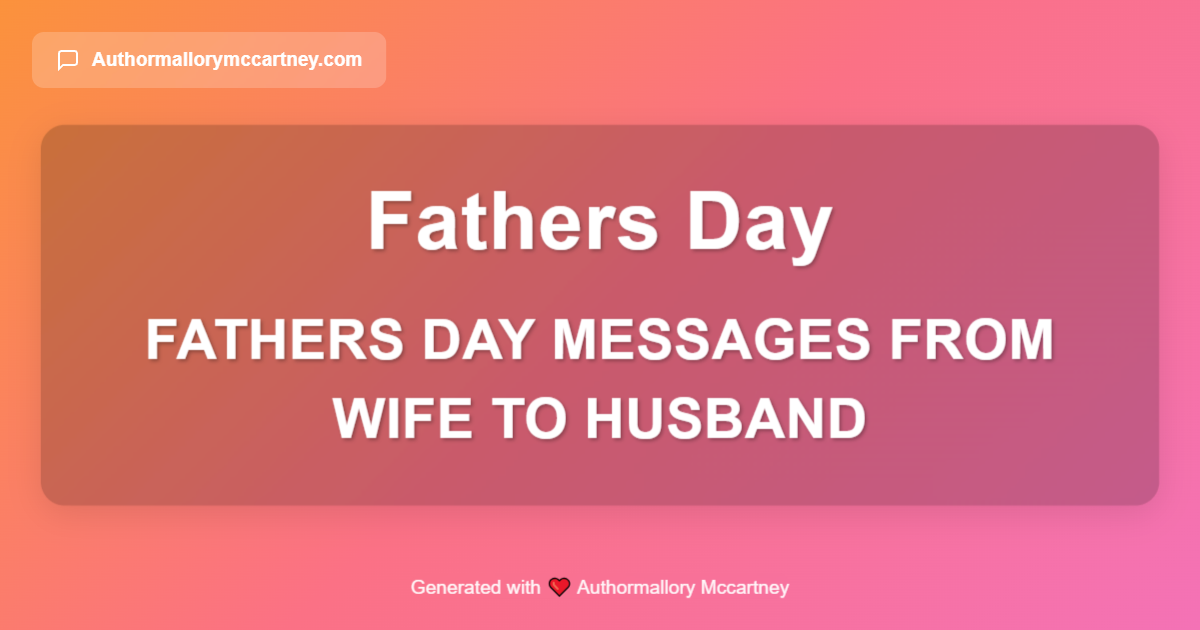 Authormallorymccartney.com
Fathers Day
FATHERS DAY MESSAGES FROM
WIFE TO HUSBAND
Generated with ❤️ Authormallory Mccartney